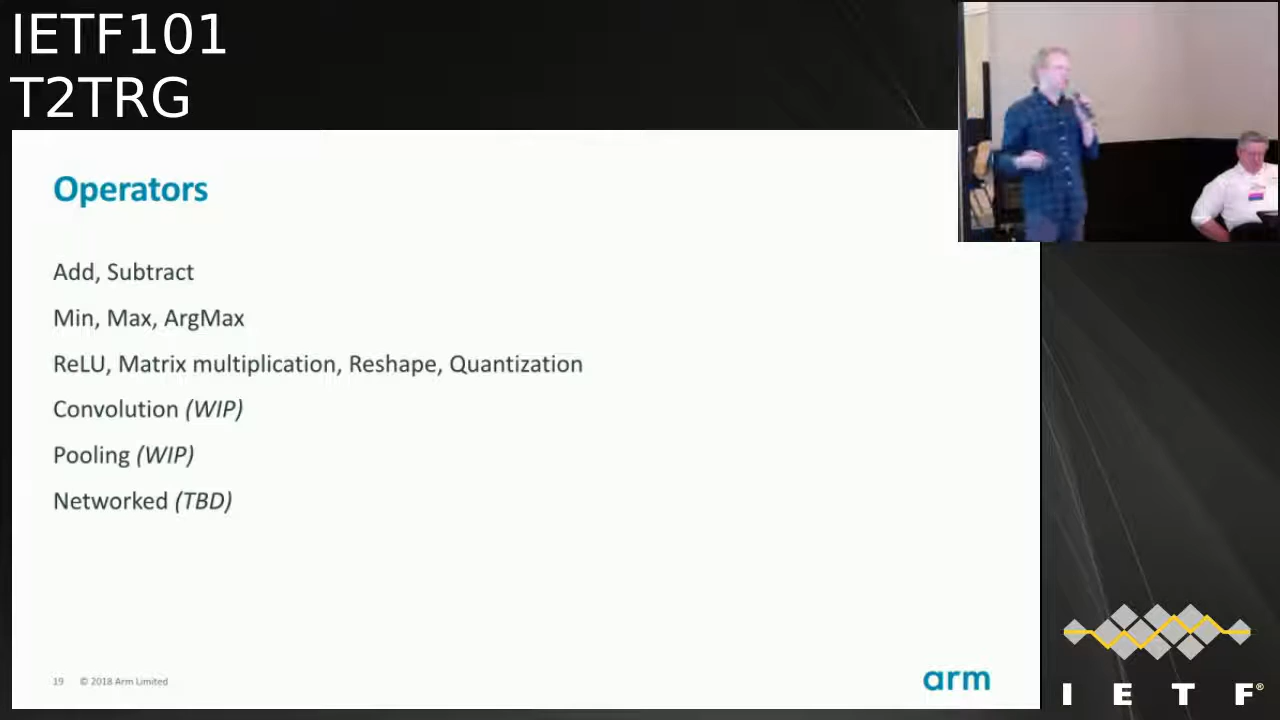 IETF101
T2TRG
Operators
Add, Subtract
Min, Max, ArgMax
ReLU, Matrix multiplication, Reshape, Quantization
Convolution (WIP)
Pooling (WIP)
Networked (TBD)
19 © 2018 Arm Limited
arm
I E T F®